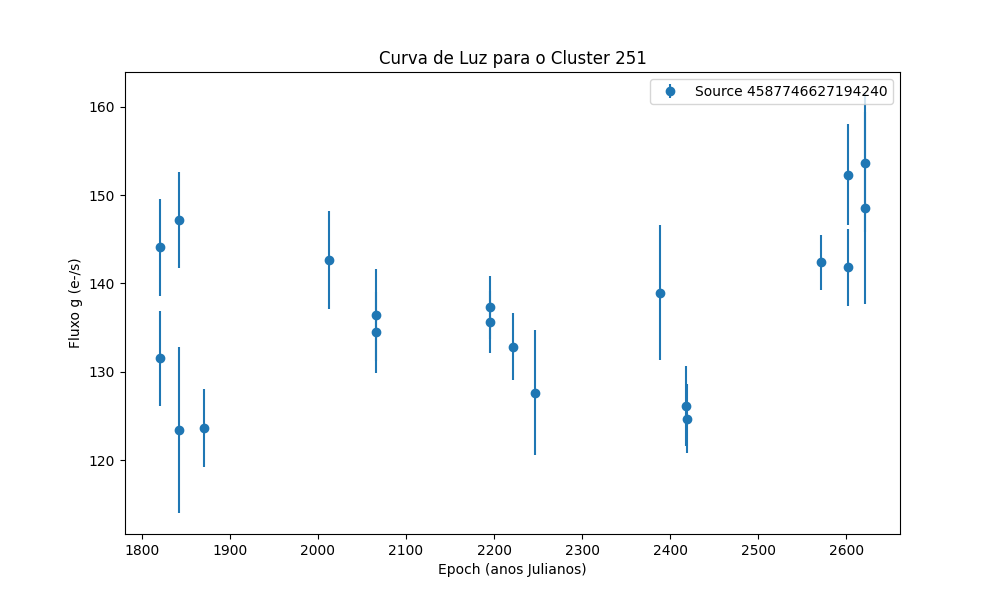 Curva de Luz para o Cluster 251
Source 4587746627194240
Fluxo g (e-/s)
160
150
140
130
120
1800 1900 2000 2100 2200 2300 2400 2500 2600
Epoch (anos Julianos)